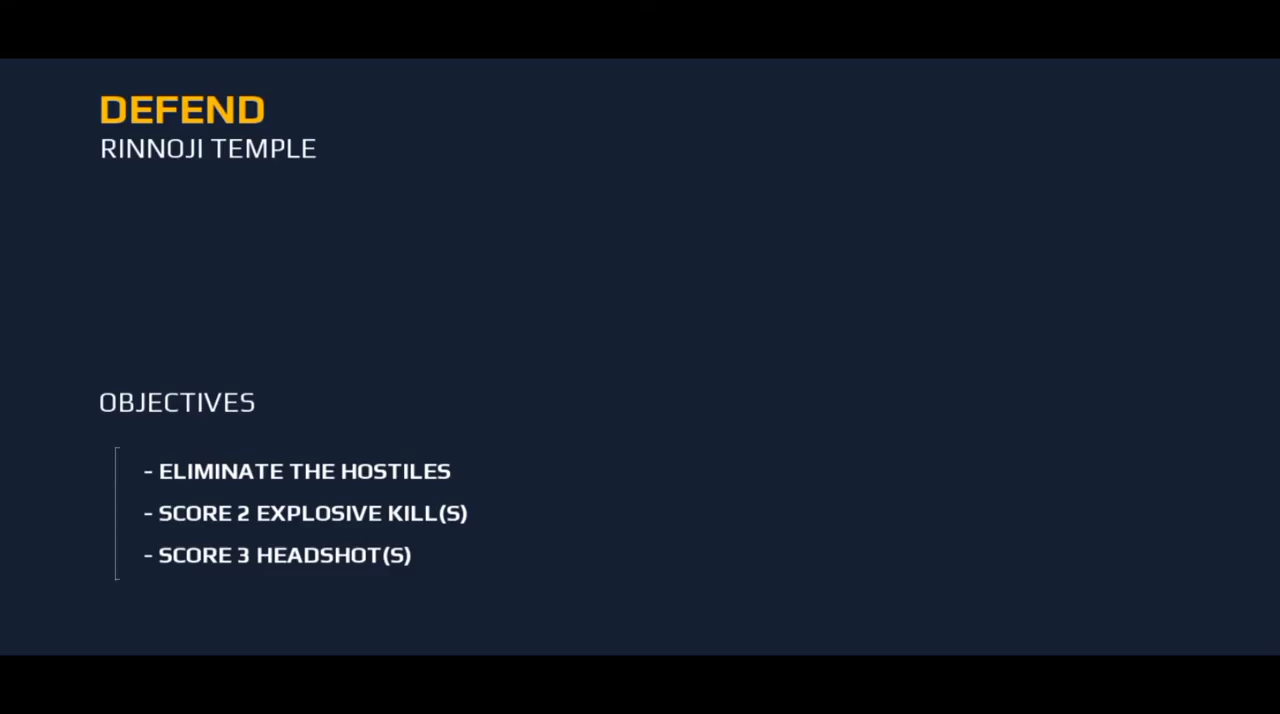 DEFEND
RINNOJI TEMPLE
OBJECTIVES
- ELIMINATE THE HOSTILES
- SCORE 2 EXPLOSIVE KILL(S)
- SCORE 3 HEADSHOT(S)